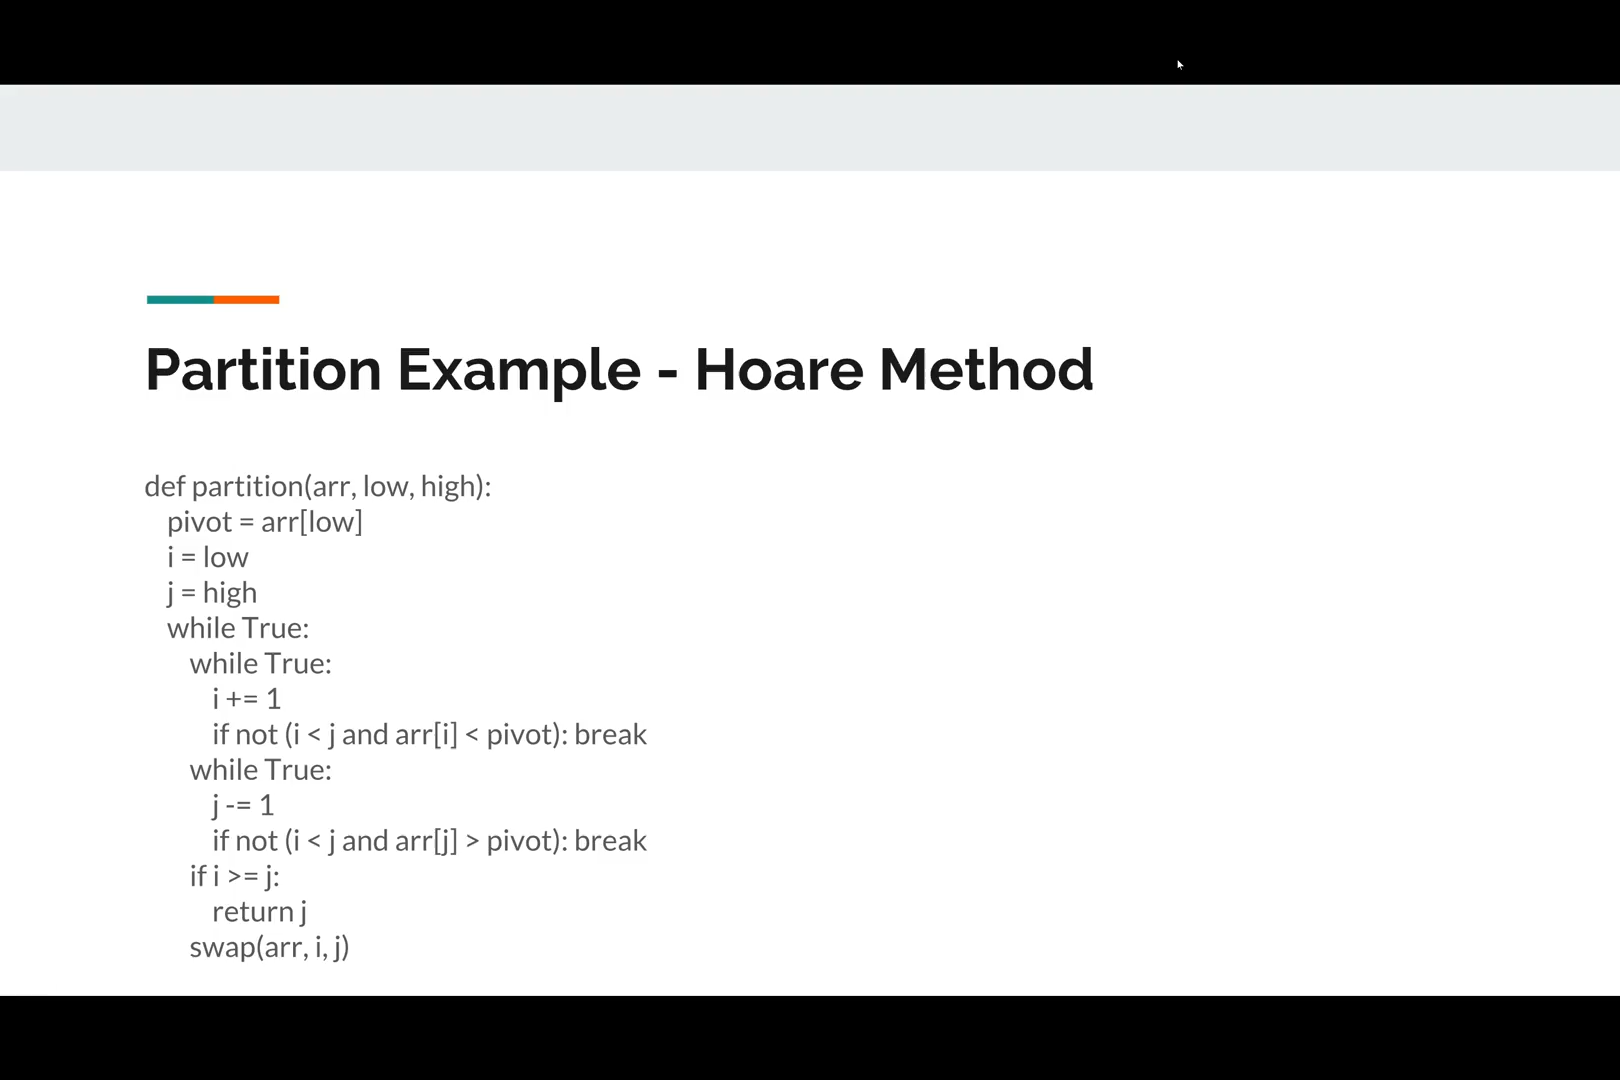 Partition Example - Hoare Method
def partition(arr, low, high):
pivot = arr[low]
i = low
j = high
while True:
while True:
i += 1
if not (i < j and arr[i] < pivot): break
while True:
j -= 1
if not (i < j and arr[j] > pivot): break
if i >= j:
return j
swap(arr, i, j)